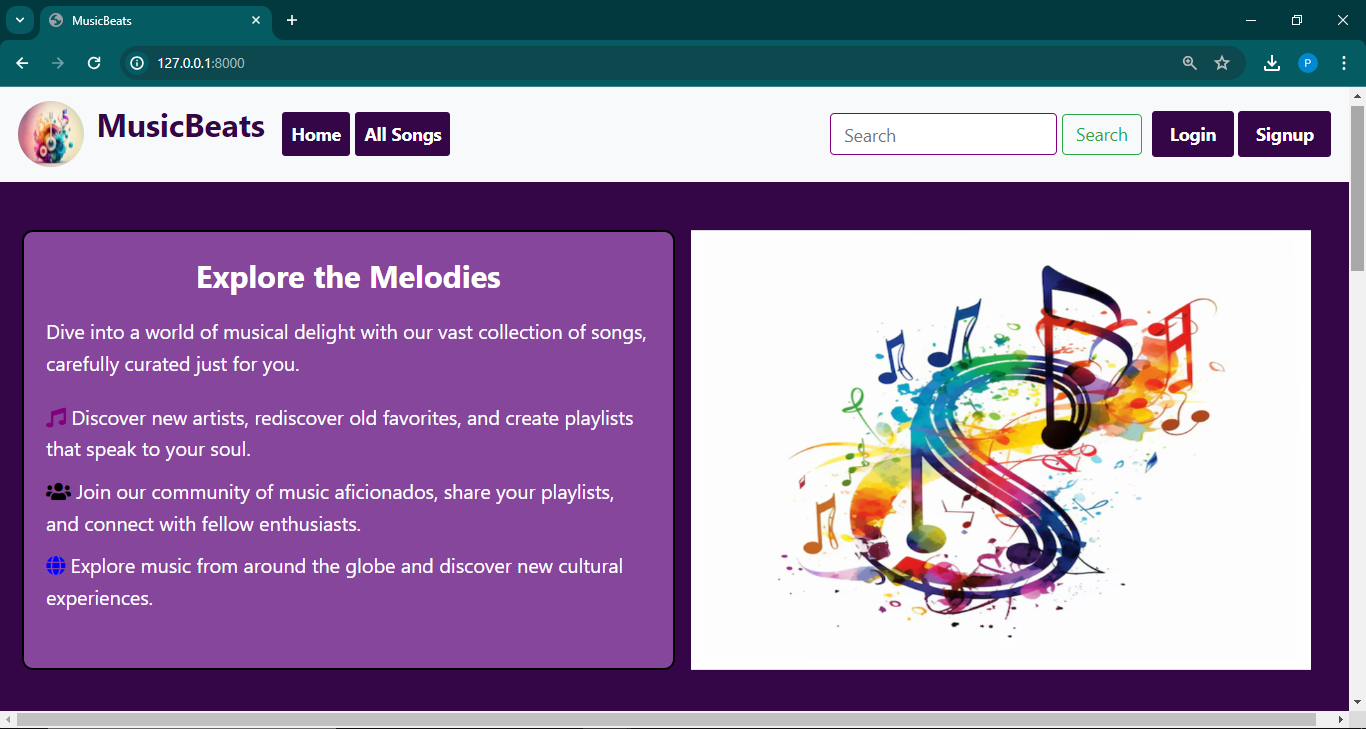 MusicBeats
127.0.0.1:8000
P
MusicBeats
Home
All Songs
Search
Search
Login
Signup
Explore the Melodies
Dive into a world of musical delight with our vast collection of songs,
carefully curated just for you.
Discover new artists, rediscover old favorites, and create playlists
that speak to your soul.
Join our community of music aficionados, share your playlists,
and connect with fellow enthusiasts.
Explore music from around the globe and discover new cultural
experiences.